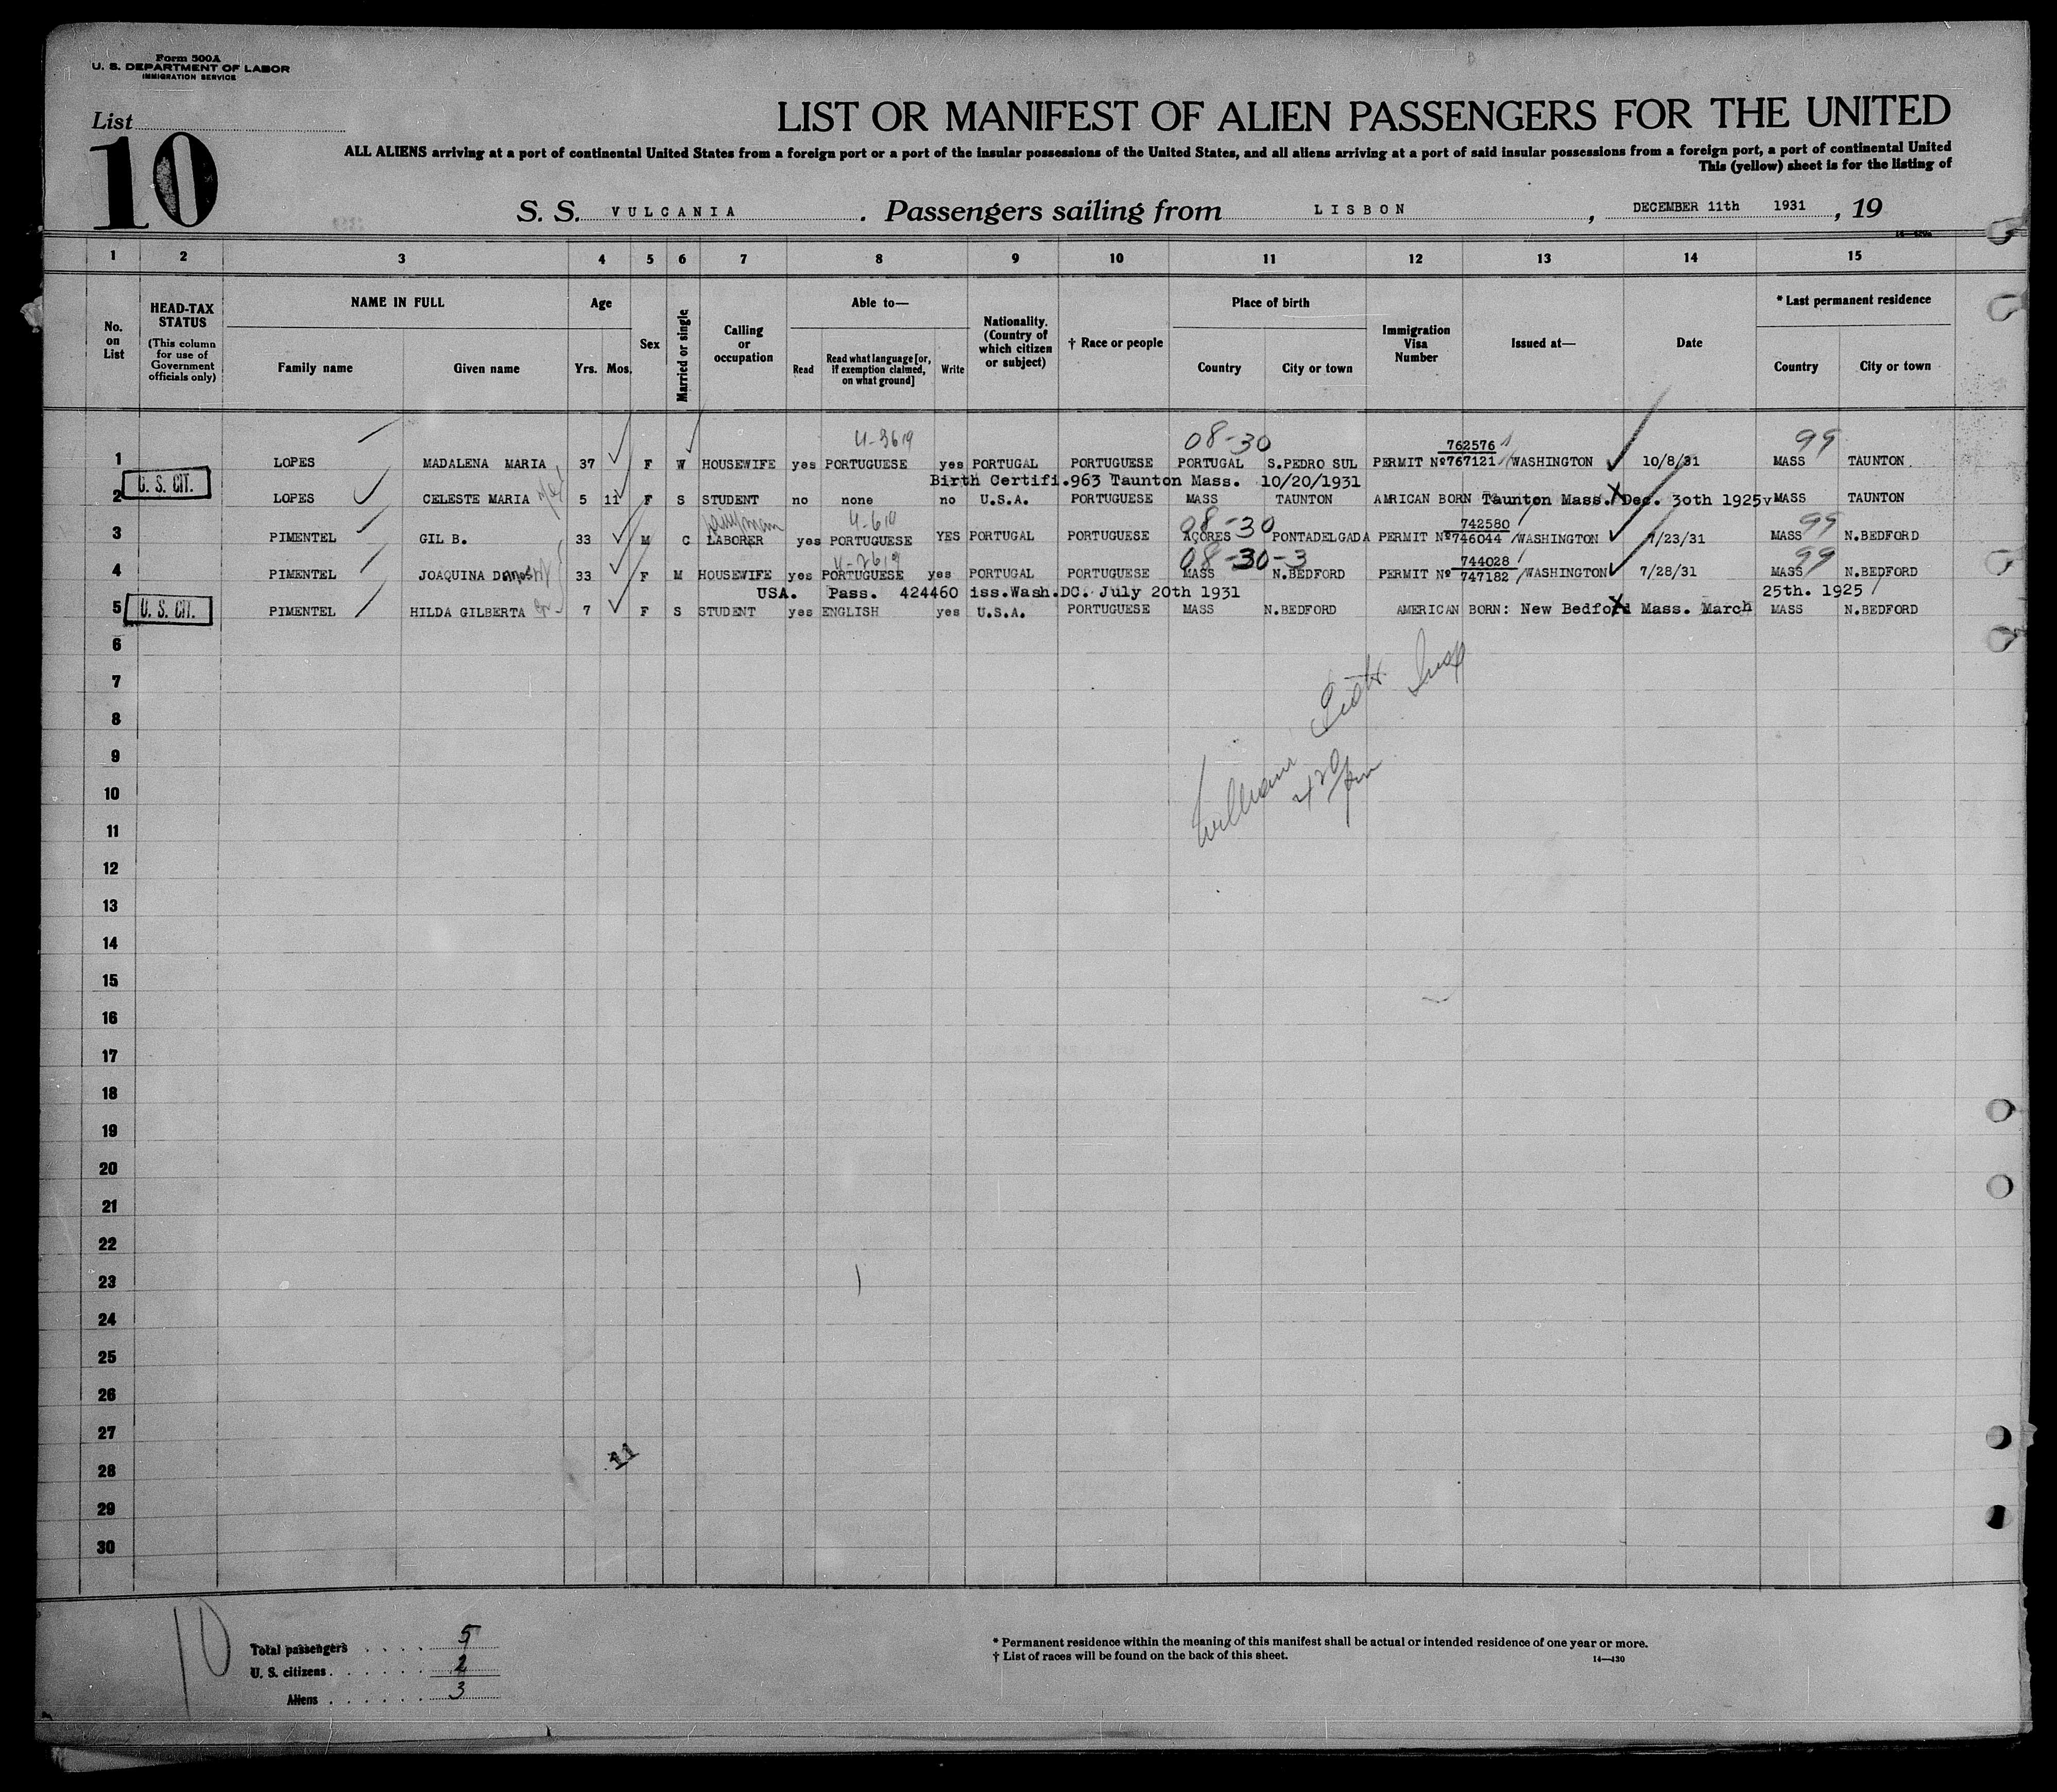 Form 500A
U. S. DEPARTMENT OF LABOR
IMMIGRATION SERVICE
List
10
LIST OR MANIFEST OF ALIEN PASSENGERS FOR THE UNITED
ALL ALIENS arriving at a port of continental United States from a foreign port or a port of the insular possessions of the United States, and all aliens arriving at a port of said insular possessions from a foreign port, a port of continental United
This (yellow) sheet is for the listing of
S. S. VULCANIA . Passengers sailing from LISBON , DECEMBER 11th 1931 , 19
1 2 3 4 5 6 7 8 9 10 11 12 13 14 15
No. on List
HEAD-TAX STATUS (This column for use of Government officials only)
NAME IN FULL Family name Given name
Age Yrs. Mos.
Sex
Married or single
Calling or occupation
Able to— Read Read what language [or, if exemption claimed, on what ground] Write
Nationality. (Country of which citizen or subject)
† Race or people
Place of birth Country City or town
Immigration Visa Number
Issued at—
Date
* Last permanent residence Country City or town
08-30 762576 99
1 LOPES MADALENA MARIA 37 F W HOUSEWIFE yes PORTUGUESE yes PORTUGAL PORTUGUESE PORTUGAL S.PEDRO SUL PERMIT Nº767121 WASHINGTON 10/8/31 MASS TAUNTON
U. S. CIT. Birth Certifi.963 Taunton Mass. 10/20/1931
2 LOPES CELESTE MARIA 5 11 F S STUDENT no none no U.S.A. PORTUGUESE MASS TAUNTON AMRICAN BORN Taunton Mass. Dec. 30th 1925 MASS TAUNTON
08-30 742580 99
3 PIMENTEL GIL B. 33 M C LABORER yes PORTUGUESE YES PORTUGAL PORTUGUESE AÇORES PONTADELGADA PERMIT Nº746044 WASHINGTON 7/23/31 MASS N.BEDFORD
08-30-3 744028 99
4 PIMENTEL JOAQUINA 33 F M HOUSEWIFE yes PORTUGUESE yes PORTUGAL PORTUGUESE MASS N.BEDFORD PERMIT Nº 747182 WASHINGTON 7/28/31 MASS N.BEDFORD
USA. Pass. 424460 iss.Wash.DC. July 20th 1931 25th. 1925
5 U. S. CIT. PIMENTEL HILDA GILBERTA 7 F S STUDENT yes ENGLISH yes U.S.A. PORTUGUESE MASS N.BEDFORD AMERICAN BORN: New Bedford Mass. March MASS N.BEDFORD
6
7
8
9
William
10
11
12
13
14
15
16
17
18
19
20
21
22
23
24
25
26
27
11
28
29
30
10
Total passengers 5
U. S. citizens 2
Aliens 3
* Permanent residence within the meaning of this manifest shall be actual or intended residence of one year or more.
† List of races will be found on the back of this sheet.
14—430